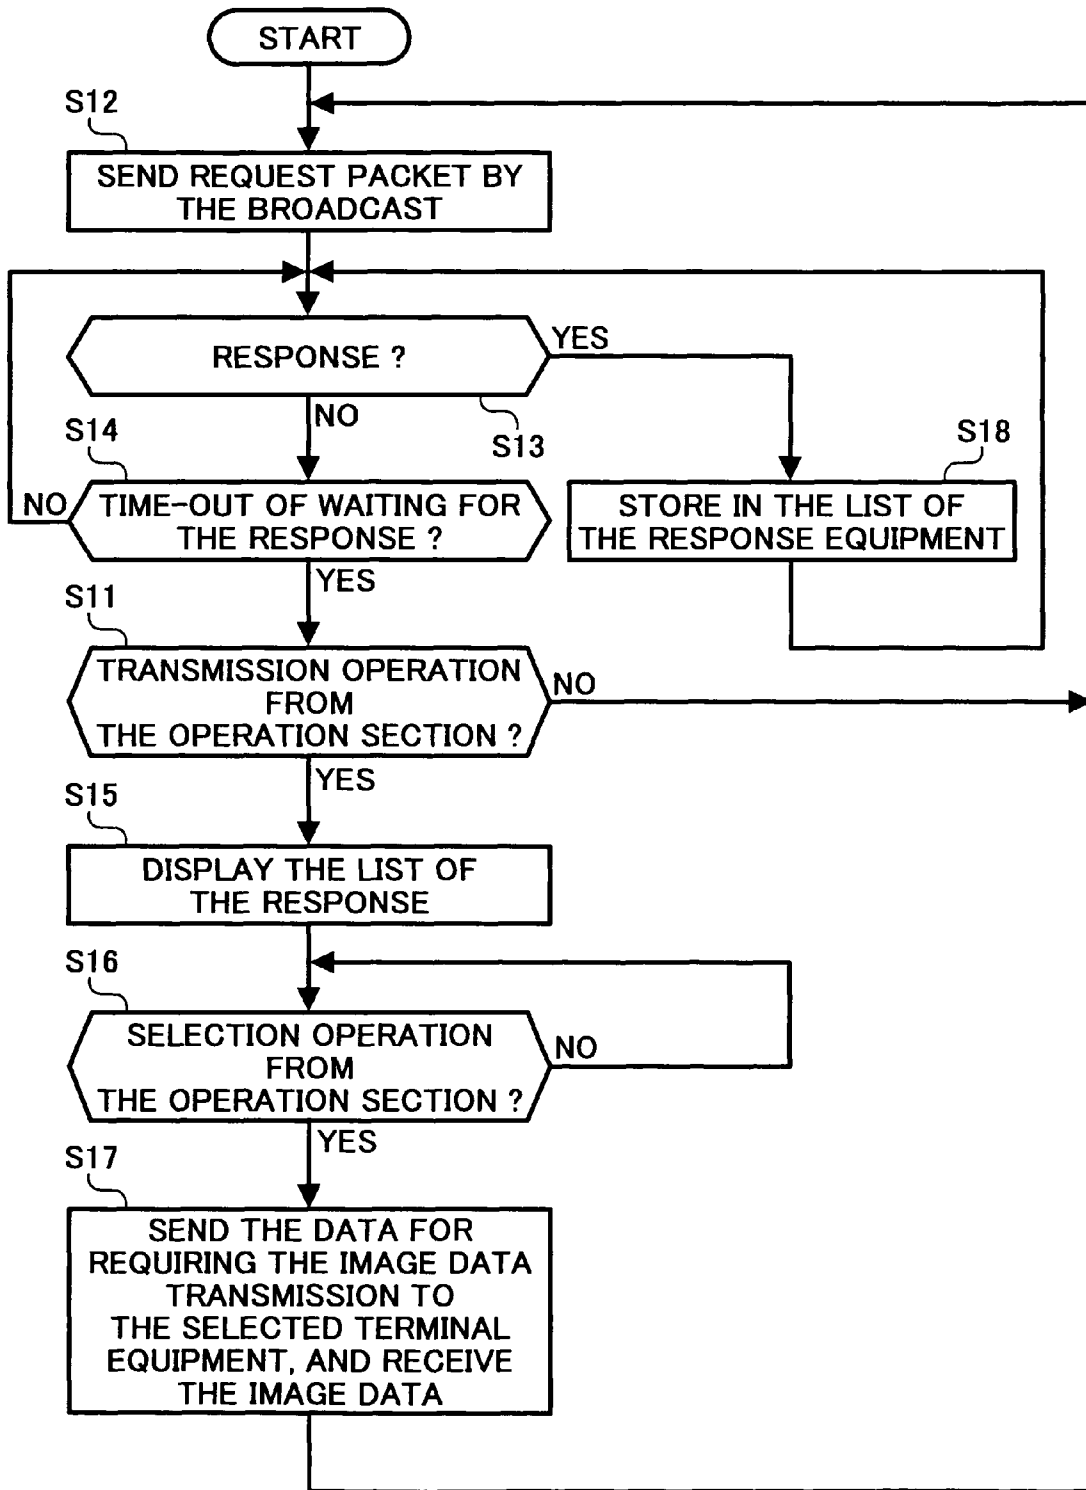 START
S12
SEND REQUEST PACKET BY
THE BROADCAST
RESPONSE ?
YES
NO
S13
S14
TIME-OUT OF WAITING FOR
THE RESPONSE ?
NO
YES
S18
STORE IN THE LIST OF
THE RESPONSE EQUIPMENT
S11
TRANSMISSION OPERATION
FROM
THE OPERATION SECTION ?
NO
YES
S15
DISPLAY THE LIST OF
THE RESPONSE
S16
SELECTION OPERATION
FROM
THE OPERATION SECTION ?
NO
YES
S17
SEND THE DATA FOR
REQUIRING THE IMAGE DATA
TRANSMISSION TO
THE SELECTED TERMINAL
EQUIPMENT, AND RECEIVE
THE IMAGE DATA